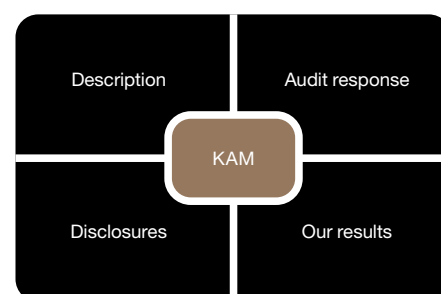 Description
Audit response
KAM
Disclosures
Our results